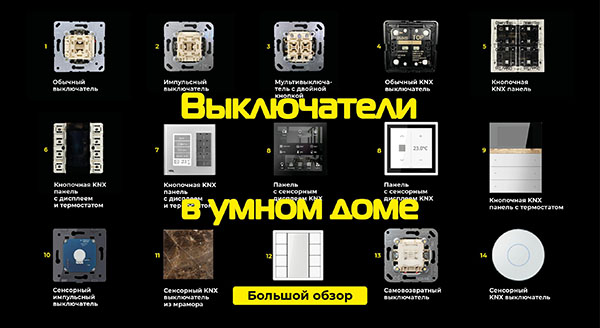 1
Обычный
выключатель
2
Импульсный
выключатель
3
Мультивыключа-
тель с двойной
кнопкой
4
Обычный KNX
выключатель
5
Кнопочная
KNX панель
Выключатели
6
Кнопочная KNX
панель
с дисплеем
и термостатом
7
Кнопочная KNX
панель
с дисплеем
и термостатом
8
Панель
с сенсорным
дисплеем KNX
8
23.0°C
Панель
с сенсорным
дисплеем KNX
9
Кнопочная KNX
панель с термостатом
в умном доме
10
Сенсорный
импульсный
выключатель
11
Сенсорный KNX
выключатель
из мрамора
12
Большой обзор
13
Самовозвратный
выключатель
14
Сенсорный
KNX выключатель